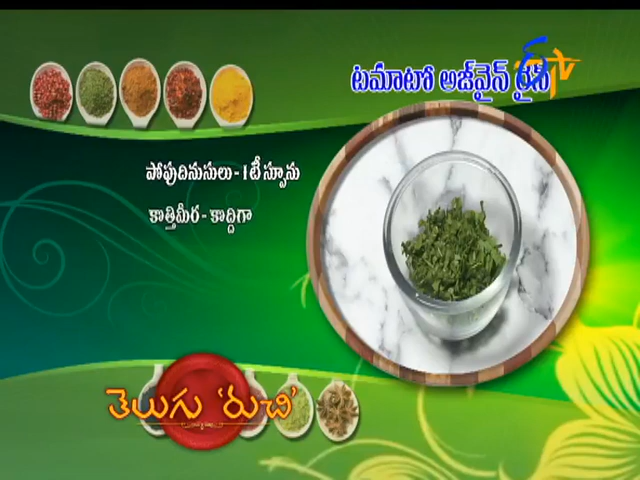 టమాటో అజ్‌వైన్ రైస్
పోపుదినుసులు - 1 టీ స్పూను
కొత్తిమీర - కొద్దిగా
తెలుగు 'రుచి'